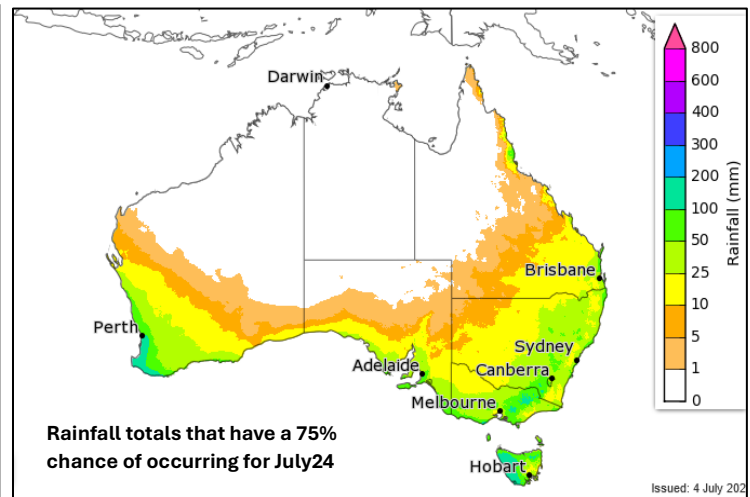 Darwin
Brisbane
Perth
Sydney
Adelaide
Canberra
Melbourne
Hobart
Rainfall totals that have a 75%
chance of occurring for July24
800
600
400
300
200
100
50
25
10
5
1
0
Rainfall (mm)
Issued: 4 July 202